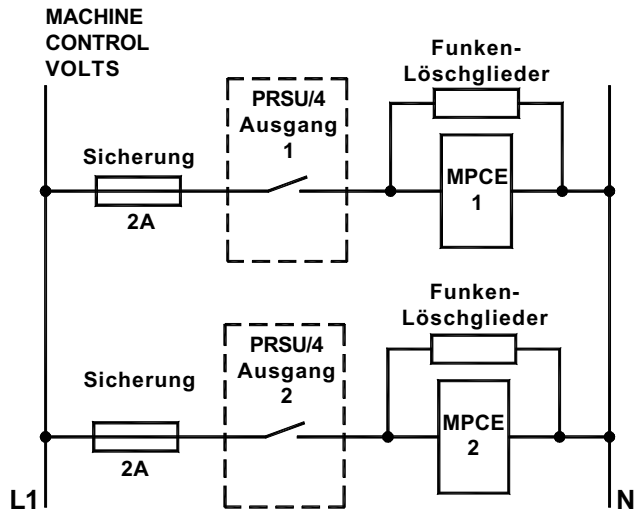 MACHINE
CONTROL
VOLTS
Funken-
Löschglieder
PRSU/4
Ausgang
1
Sicherung
2A
MPCE
1
Funken-
Löschglieder
PRSU/4
Ausgang
2
Sicherung
2A
MPCE
2
L1
N